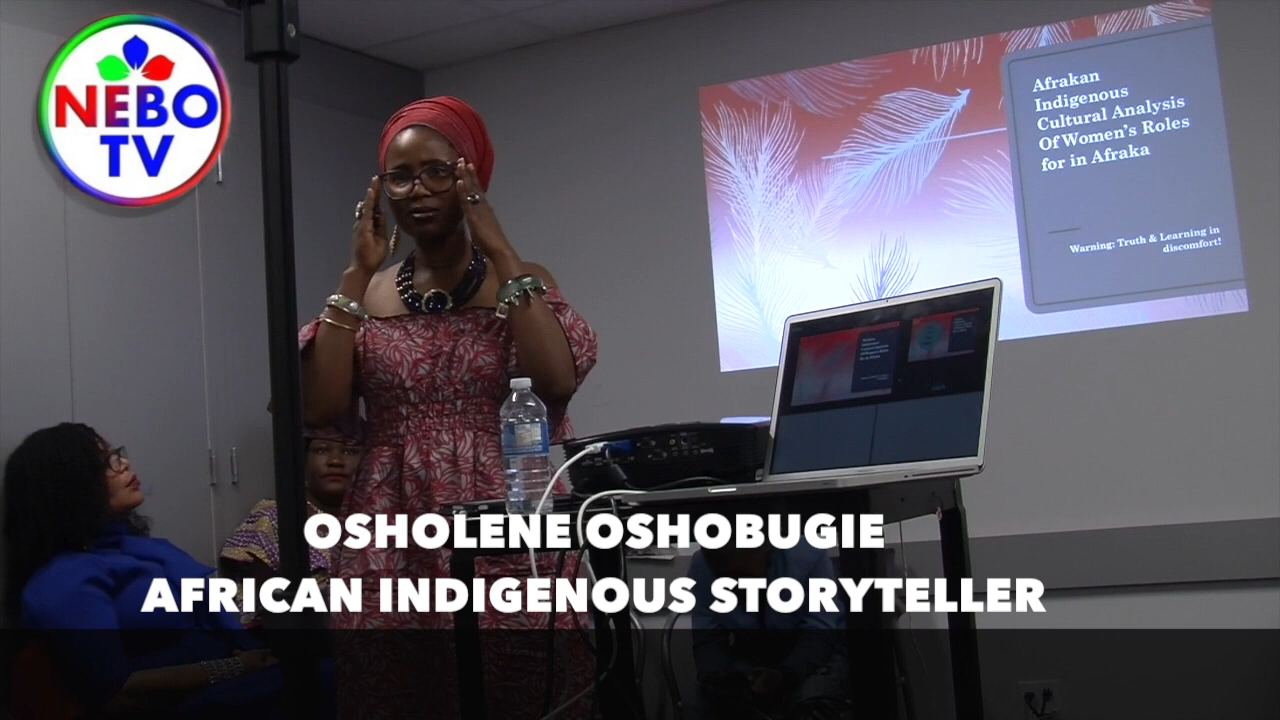 NEBO
TV
Afrakan
Indigenous
Cultural Analysis
Of Women's Roles
for in Afraka
Warning: Truth & Learning in
discomfort!
OSHOLENE OSHOBUGIE
AFRICAN INDIGENOUS STORYTELLER